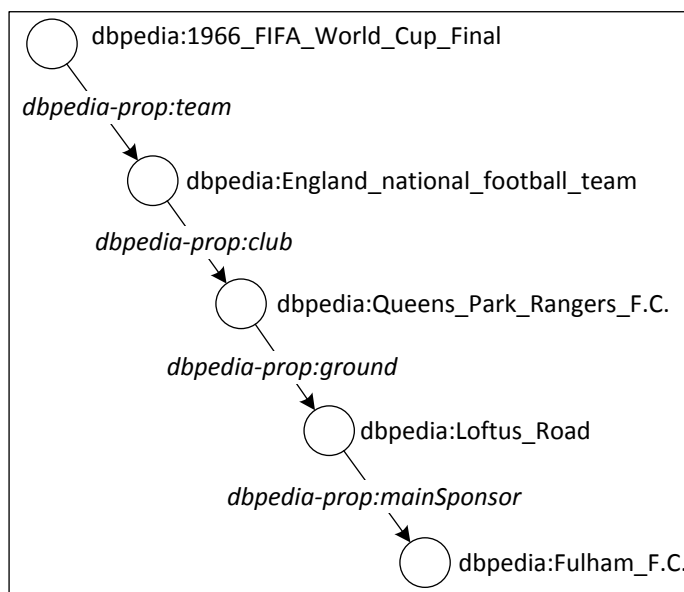 dbpedia:1966_FIFA_World_Cup_Final
dbpedia-prop:team
dbpedia:England_national_football_team
dbpedia-prop:club
dbpedia:Queens_Park_Rangers_F.C.
dbpedia-prop:ground
dbpedia:Loftus_Road
dbpedia-prop:mainSponsor
dbpedia:Fulham_F.C.